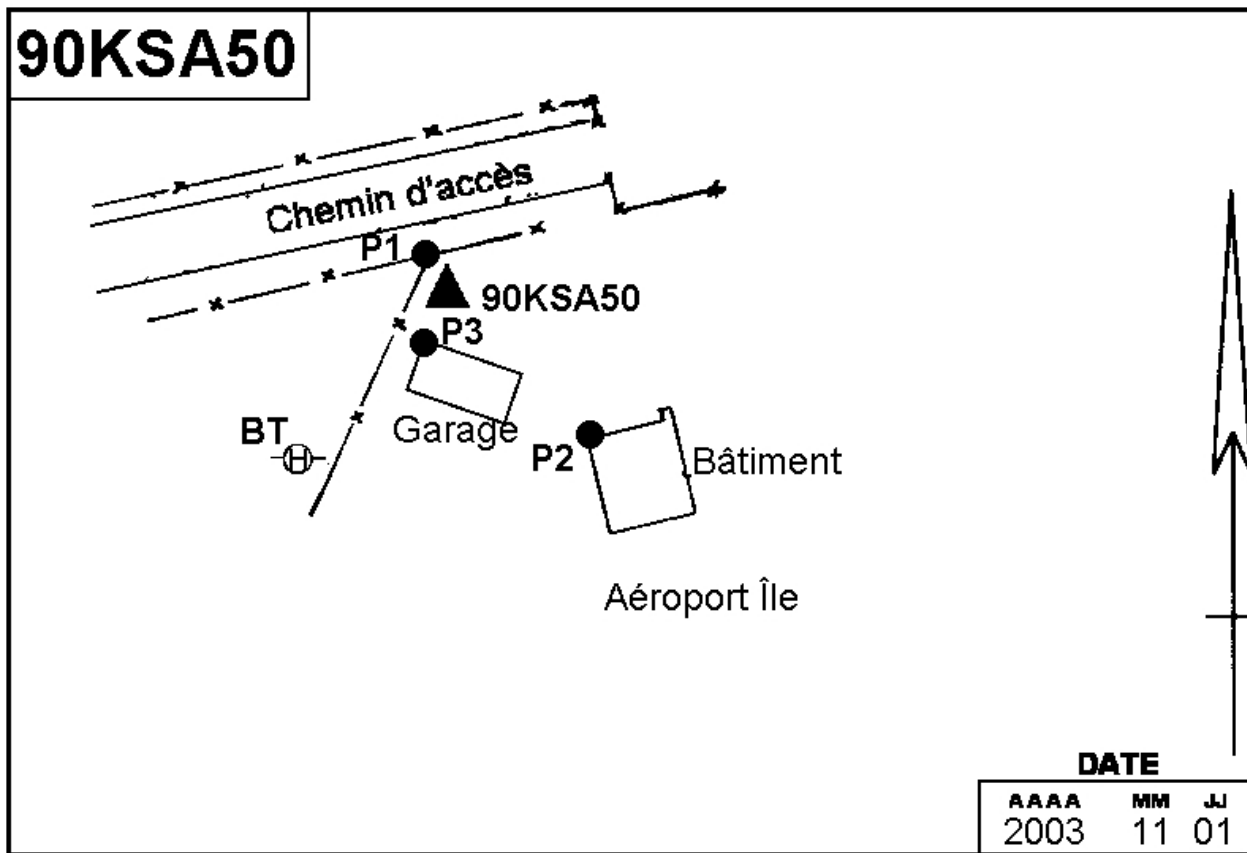 90KSA50
Chemin d'accès
P1
90KSA50
P3
Garage
BT
H
P2
Bâtiment
Aéroport Île
DATE
AAAA MM JJ
2003 11 01